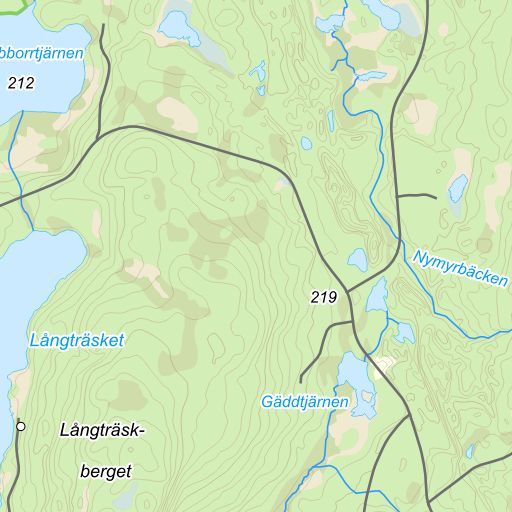 bborrtjärnen
212
Nymyrbäcken
219
Långträsket
Gäddtjärnen
Långträsk-
berget